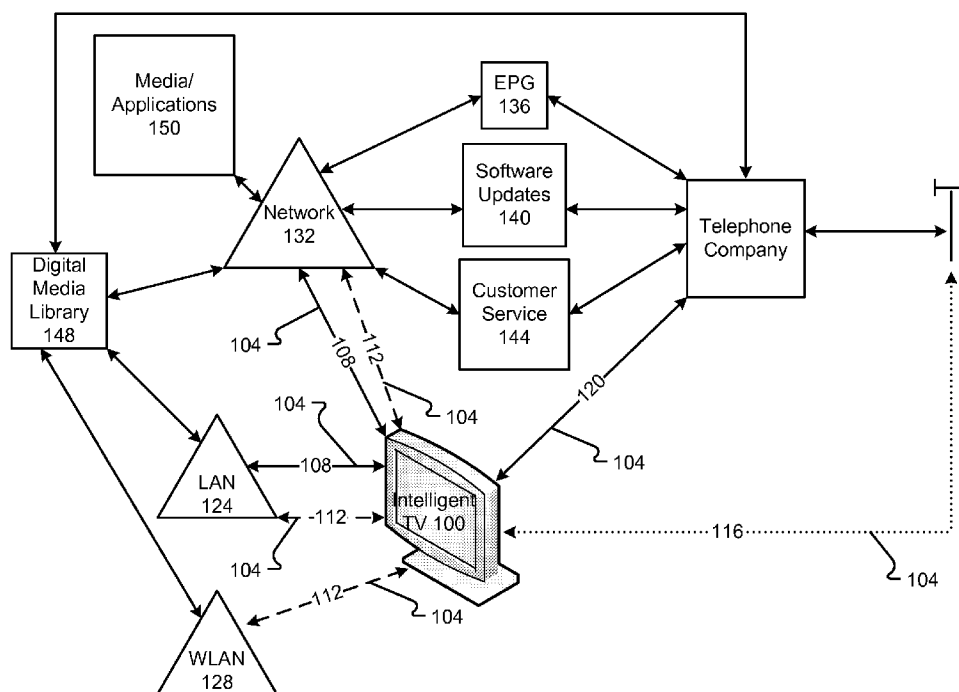 Media/
Applications
150
EPG
136
Software
Updates
140
Network
132
Telephone
Company
Digital
Media
Library
148
Customer
Service
144
104
108
112
104
120
104
104
108
LAN
124
112
104
Intelligent
TV 100
116
104
112
104
WLAN
128